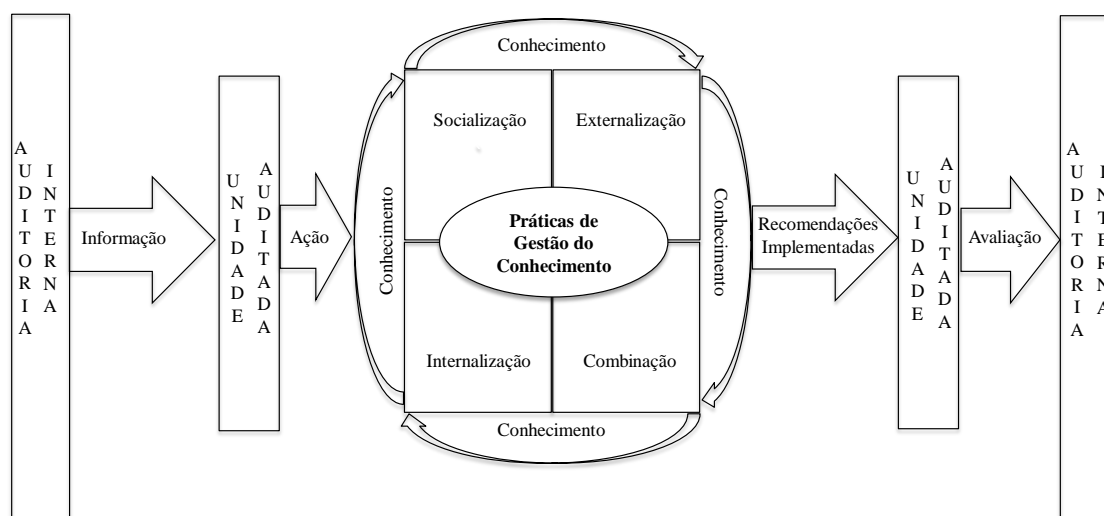 AUDITORIA
INTERNA
Informação
UNIDADE
AUDITADA
Ação
Conhecimento
Conhecimento
Socialização
Externalização
Práticas de
Gestão do
Conhecimento
Internalização
Combinação
Conhecimento
Conhecimento
Recomendações
Implementadas
UNIDADE
AUDITADA
Avaliação
AUDITORIA
INTERNA